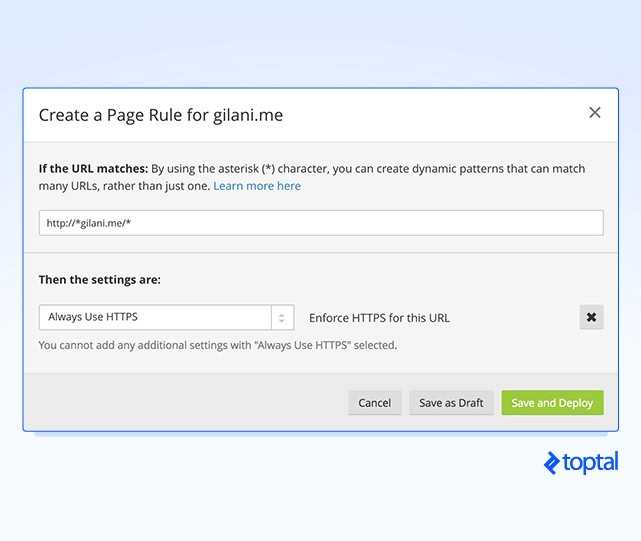 Create a Page Rule for gilani.me
If the URL matches: By using the asterisk (*) character, you can create dynamic patterns that can match
many URLs, rather than just one. Learn more here
http://*gilani.me/*
Then the settings are:
Always Use HTTPS
Enforce HTTPS for this URL
You cannot add any additional settings with "Always Use HTTPS" selected.
Cancel
Save as Draft
Save and Deploy
toptal